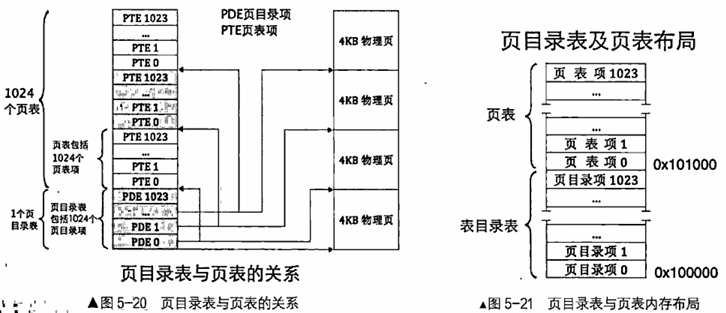 PDE页目录项
PTE页表项
PTE 1023
...
PTE 1
PTE 0
PTE 1023
...
PTE 1
PTE 0
PTE 1023
...
PTE 1
PTE 0
PDE 1023
...
PDE 1
PDE 0
1024
个页表
页表包括
1024个
页表项
1个页
目录表
页目录表
包括1024个
页目录项
4KB 物理页
4KB 物理页
4KB 物理页
4KB 物理页
页目录表与页表的关系
▲图 5-20 页目录表与页表的关系
页目录表及页表布局
页 表 项 1023
...
...
页 表 项 1
页 表 项 0
0x101000
页目录项 1023
...
...
页目录项 1
页目录项 0
0x100000
页表
表目录表
▲图 5-21 页目录表与页表内存布局